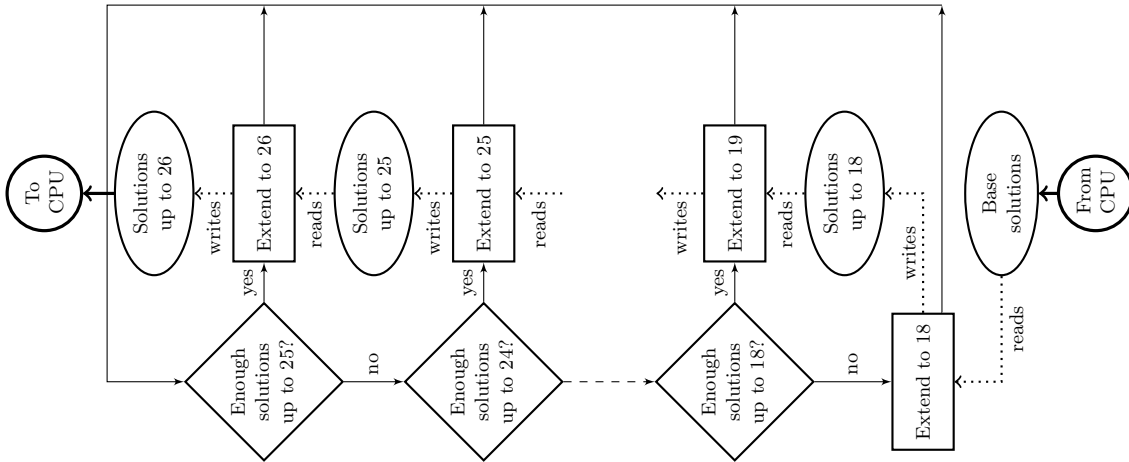 To
CPU
Solutions
up to 26
writes
Extend to 26
yes
Enough
solutions
up to 25?
reads
Solutions
up to 25
no
writes
Extend to 25
yes
Enough
solutions
up to 24?
reads
writes
Extend to 19
yes
Enough
solutions
up to 18?
reads
Solutions
up to 18
no
writes
Extend to 18
Base
solutions
reads
From
CPU